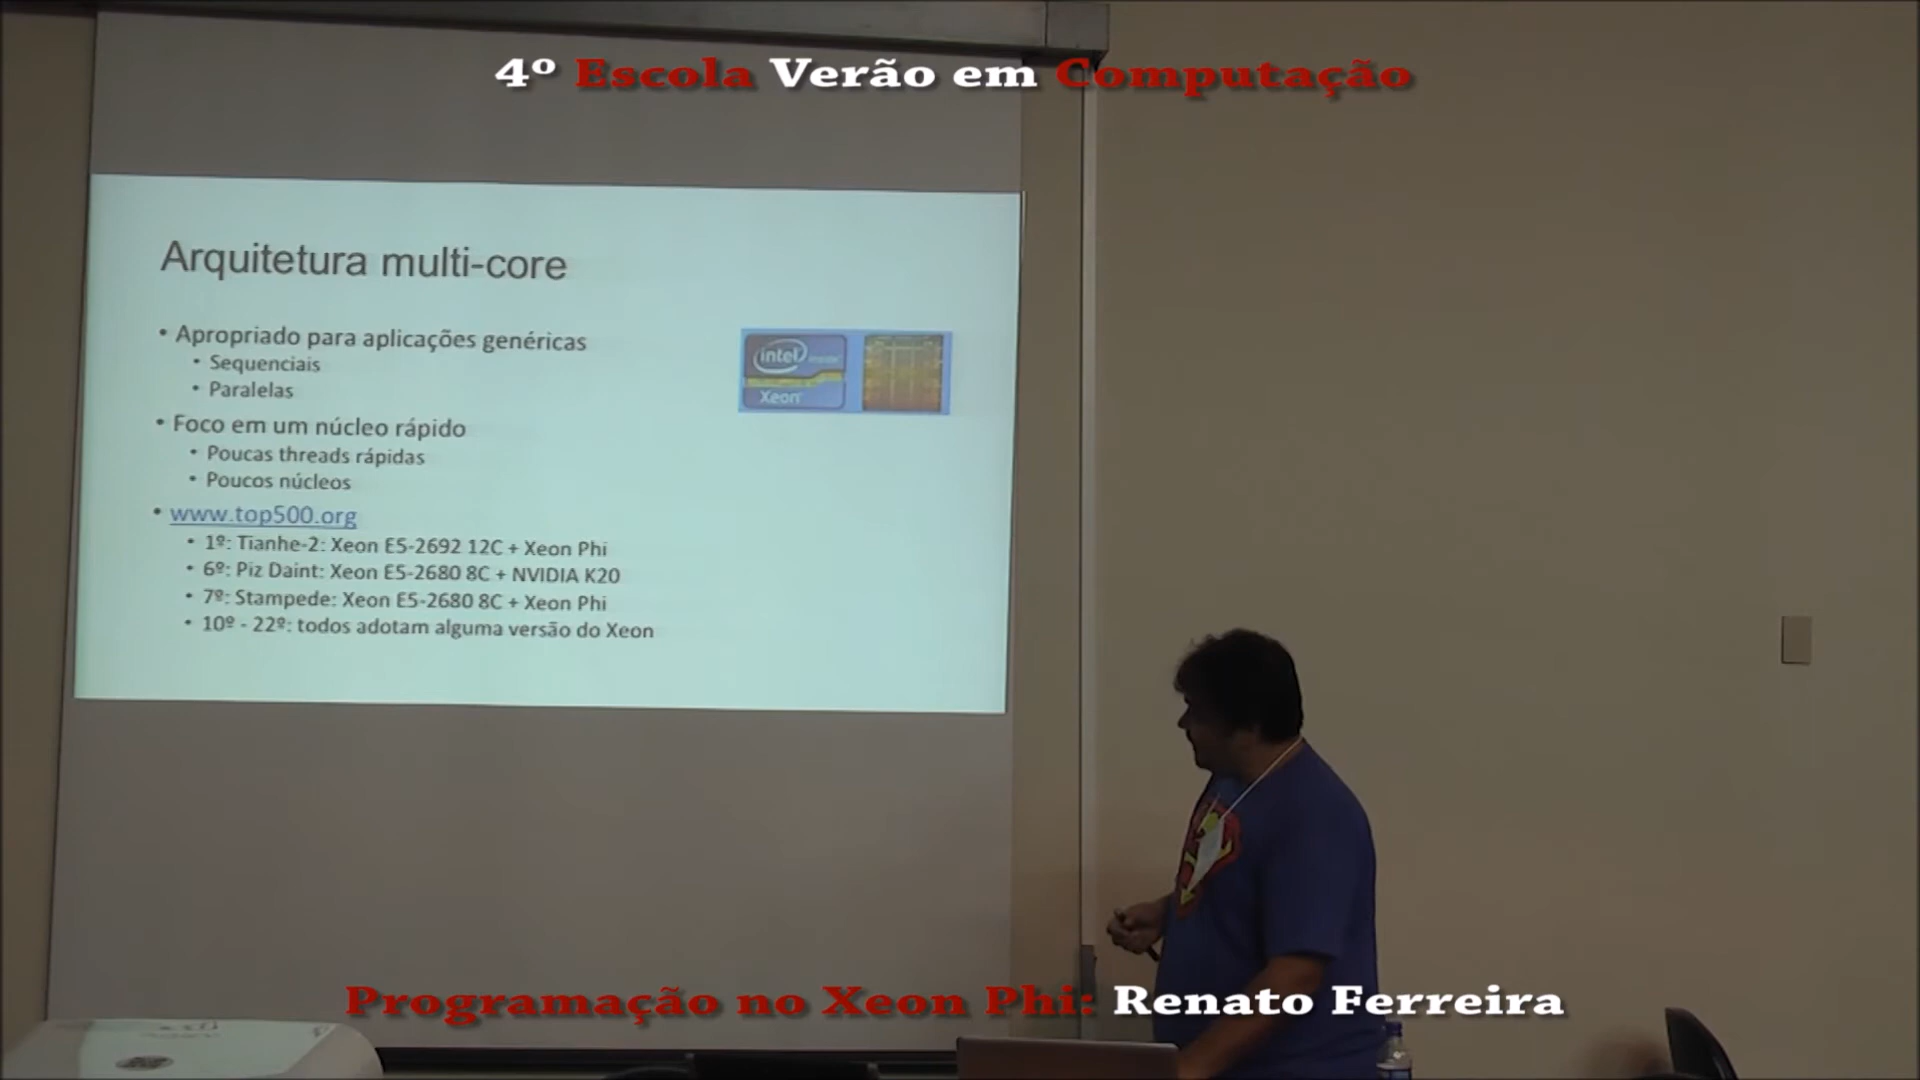 4º Escola Verão em Computação
Arquitetura multi-core
• Apropriado para aplicações genéricas
• Sequenciais
• Paralelas
intel inside
Xeon
• Foco em um núcleo rápido
• Poucas threads rápidas
• Poucos núcleos
• www.top500.org
• 1º: Tianhe-2: Xeon E5-2692 12C + Xeon Phi
• 6º: Piz Daint: Xeon E5-2680 8C + NVIDIA K20
• 7º: Stampede: Xeon E5-2680 8C + Xeon Phi
• 10º - 22º: todos adotam alguma versão do Xeon
Programação no Xeon Phi: Renato Ferreira